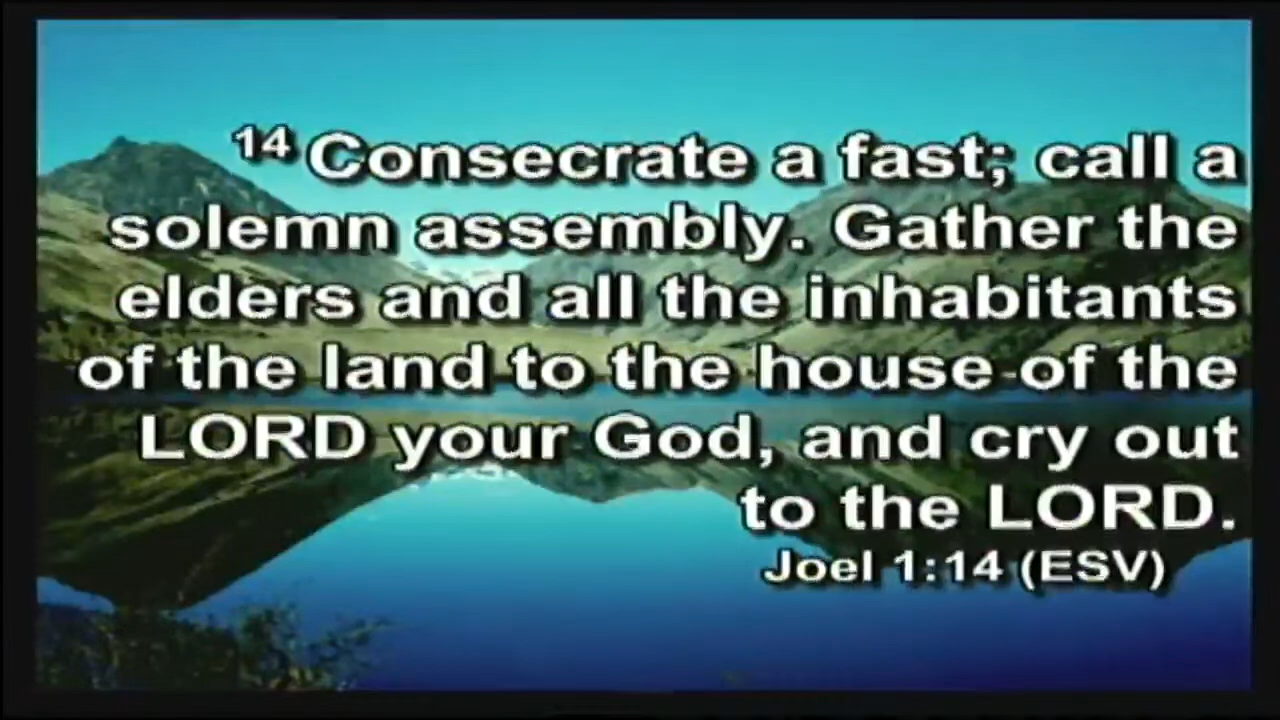 14 Consecrate a fast; call a
solemn assembly. Gather the
elders and all the inhabitants
of the land to the house of the
LORD your God, and cry out
to the LORD.
Joel 1:14 (ESV)